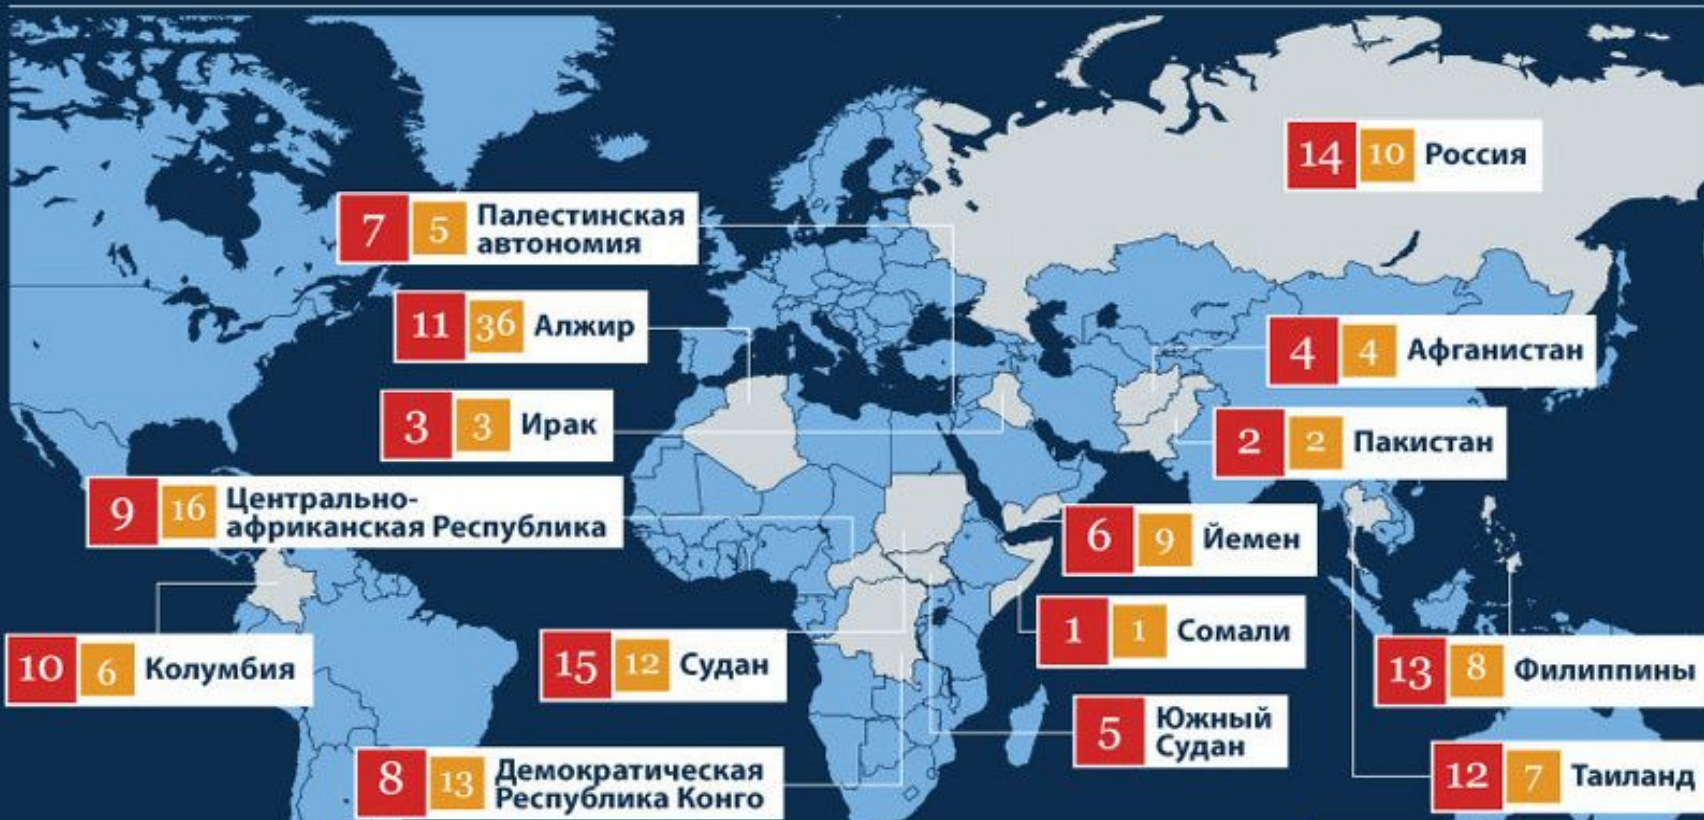 14 10 Россия
7 5 Палестинская
автономия
11 36 Алжир
4 4 Афганистан
3 3 Ирак
2 2 Пакистан
9 16 Центрально-
африканская Республика
6 9 Йемен
1 1 Сомали
10 6 Колумбия
15 12 Судан
13 8 Филиппины
5 Южный
Судан
8 13 Демократическая
Республика Конго
12 7 Таиланд